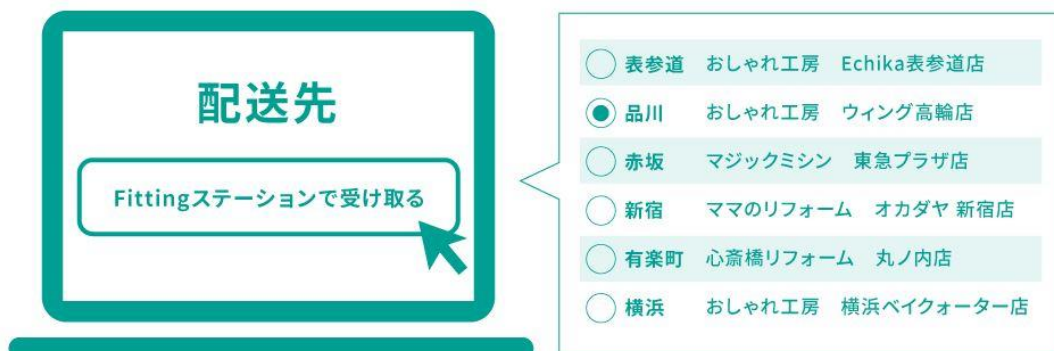 配送先
Fittingステーションで受け取る
表参道 おしゃれ工房 Echika表参道店
品川 おしゃれ工房 ウィング高輪店
赤坂 マジックミシン 東急プラザ店
新宿 ママのリフォーム オカダヤ 新宿店
有楽町 心斎橋リフォーム 丸ノ内店
横浜 おしゃれ工房 横浜ベイクォーター店